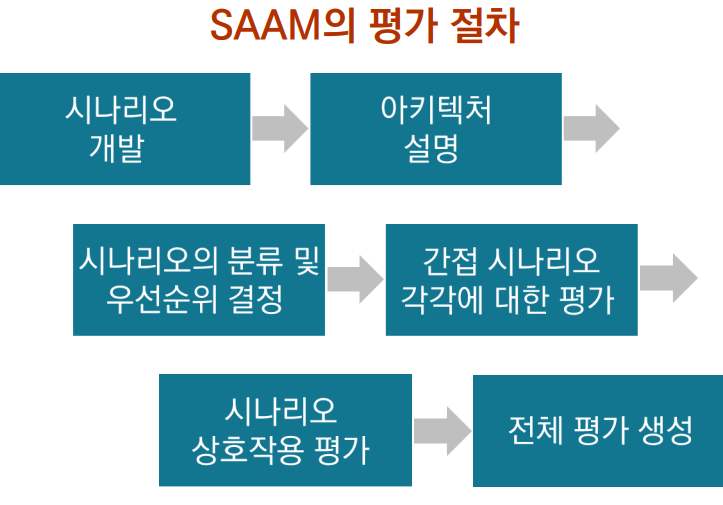 SAAM의 평가 절차
시나리오
개발
아키텍처
설명
시나리오의 분류 및
우선순위 결정
간접 시나리오
각각에 대한 평가
시나리오
상호작용 평가
전체 평가 생성